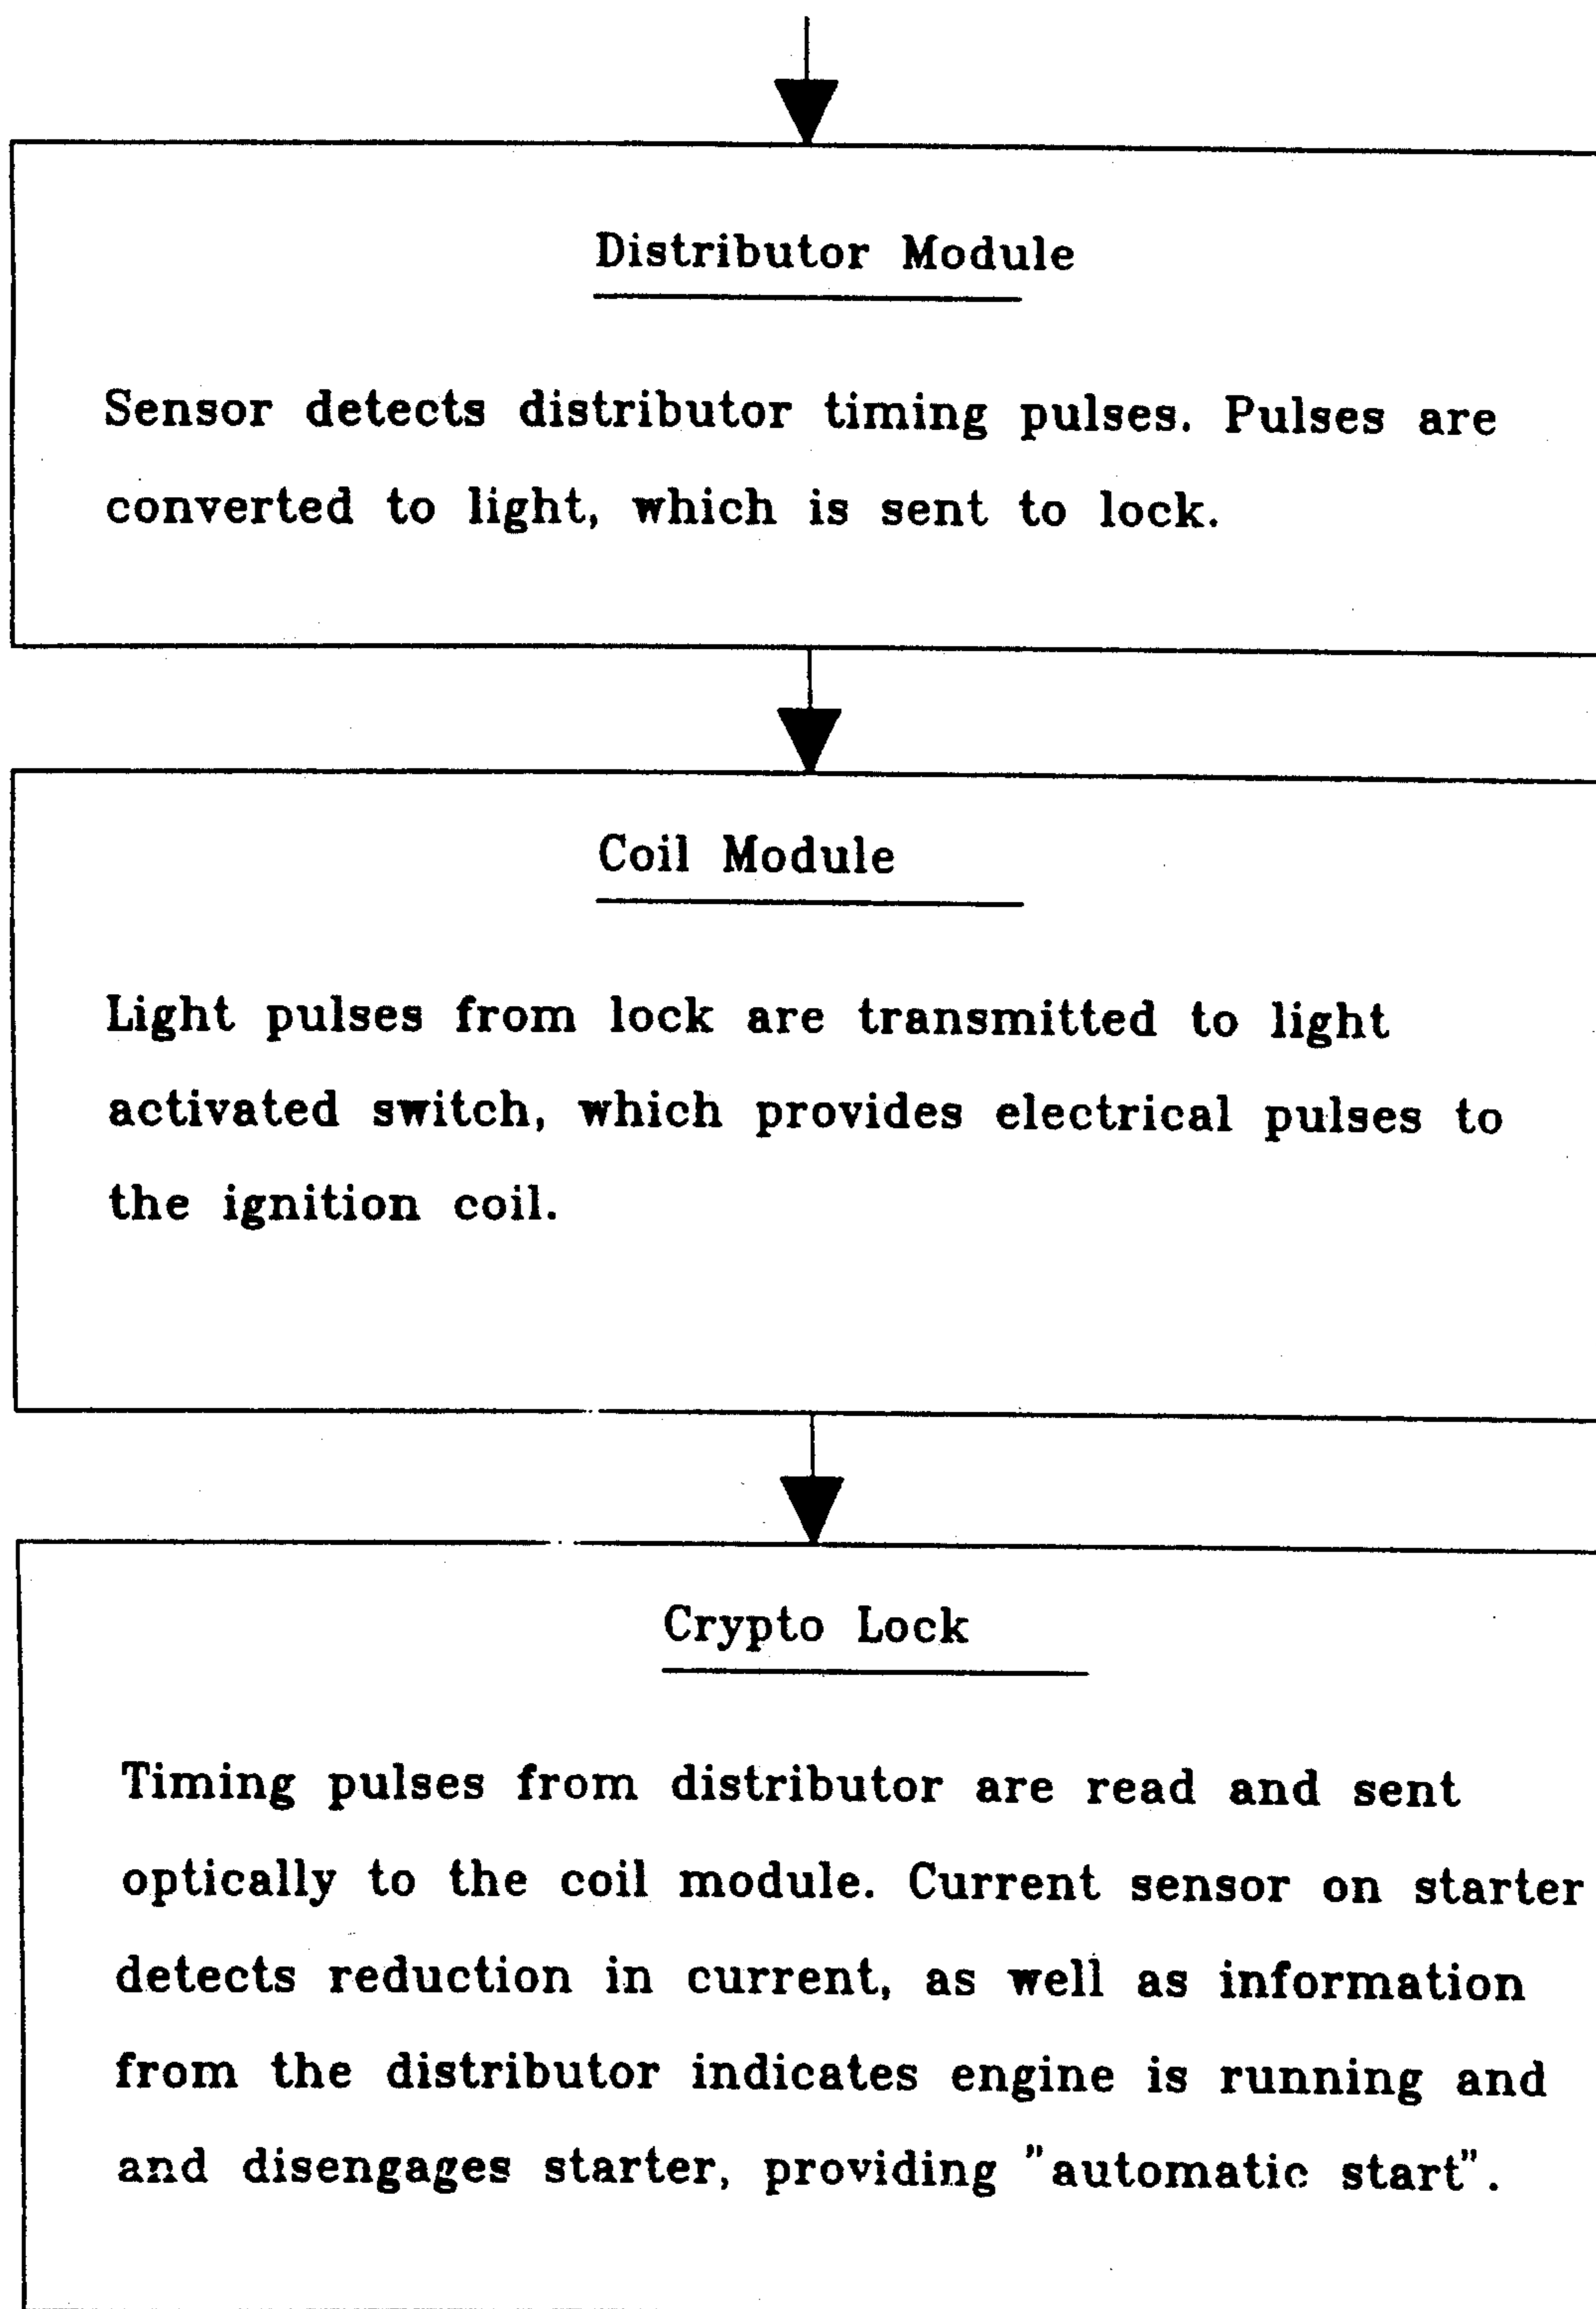 Distributor Module
Sensor detects distributor timing pulses. Pulses are
converted to light, which is sent to lock.
Coil Module
Light pulses from lock are transmitted to light
activated switch, which provides electrical pulses to
the ignition coil.
Crypto Lock
Timing pulses from distributor are read and sent
optically to the coil module. Current sensor on starter
detects reduction in current, as well as information
from the distributor indicates engine is running and
and disengages starter, providing "automatic start".